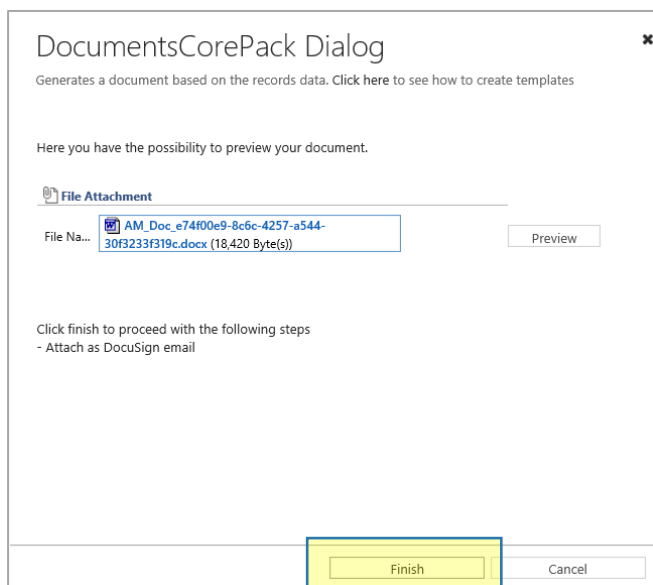 DocumentsCorePack Dialog
Generates a document based on the records data. Click here to see how to create templates
Here you have the possibility to preview your document.
File Attachment
File Na... AM_Doc_e74f00e9-8c6c-4257-a544-
30f3233f319c.docx (18,420 Byte(s)) Preview
Click finish to proceed with the following steps
- Attach as DocuSign email
Finish Cancel